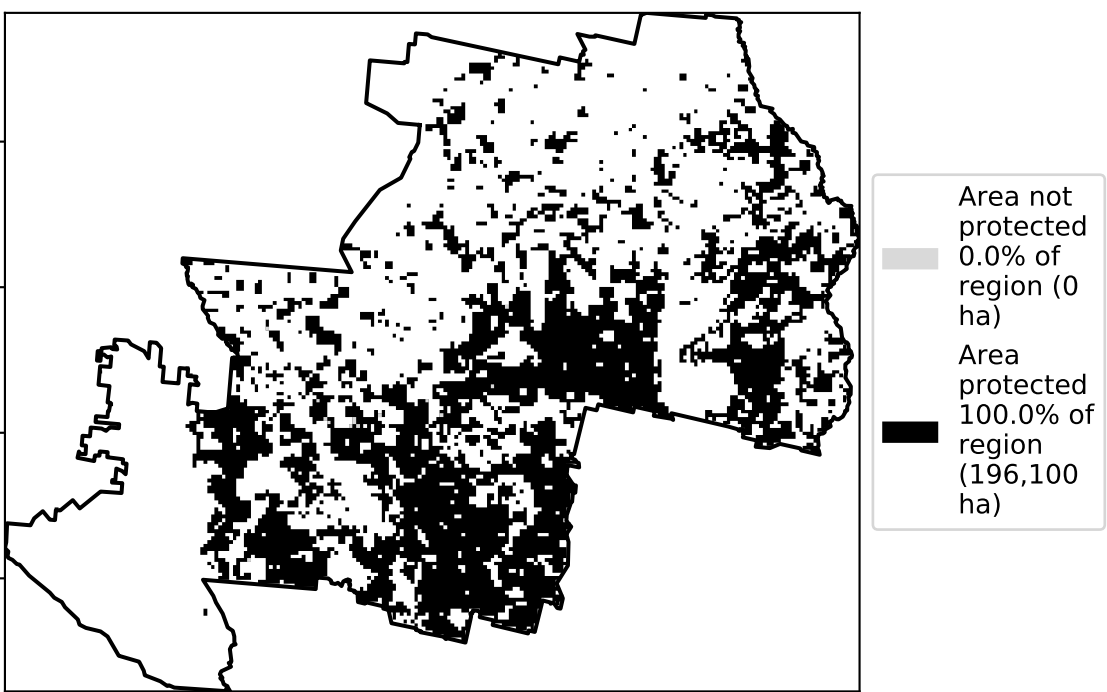 Area not
protected
0.0% of
region (0
ha)
Area
protected
100.0% of
region
(196,100
ha)